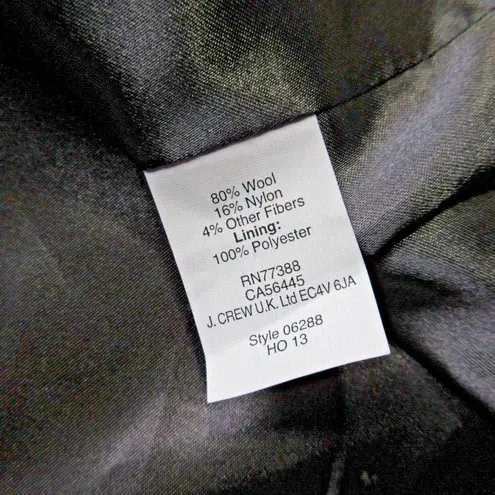 80% Wool
16% Nylon
4% Other Fibers
Lining:
100% Polyester
RN77388
CA56445
J. CREW U.K. Ltd EC4V 6JA
Style 06288
HO 13